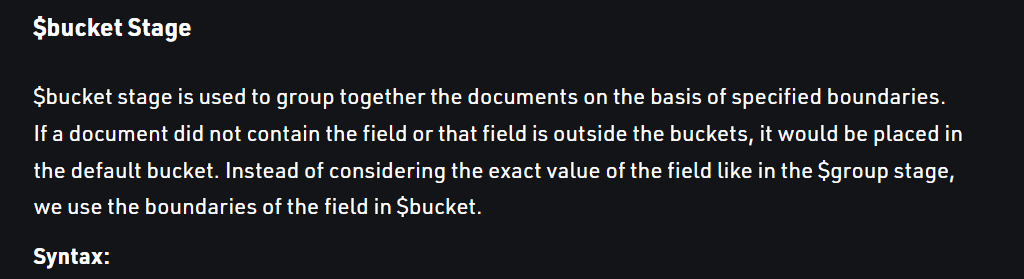 $bucket Stage
$bucket stage is used to group together the documents on the basis of specified boundaries.
If a document did not contain the field or that field is outside the buckets, it would be placed in
the default bucket. Instead of considering the exact value of the field like in the $group stage,
we use the boundaries of the field in $bucket.
Syntax: